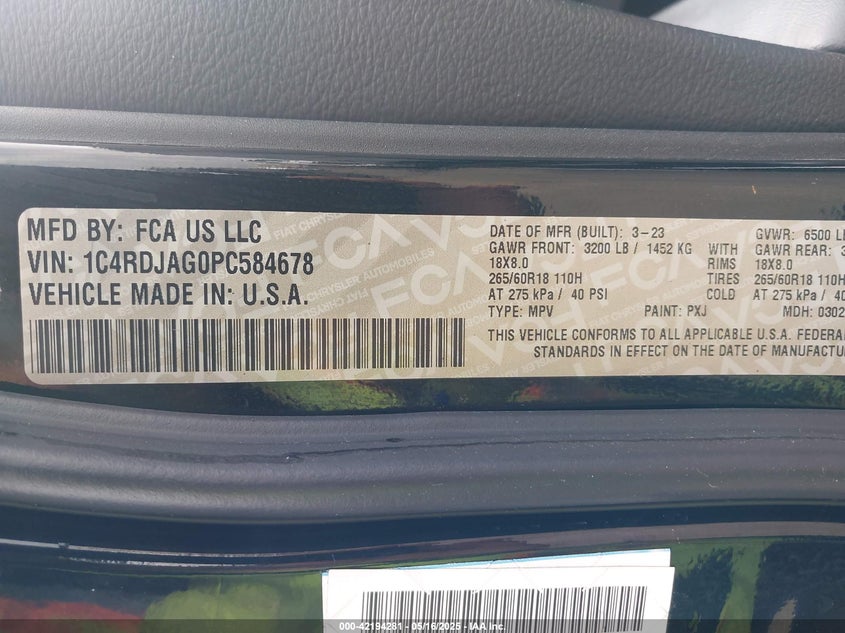 MFD BY: FCA US LLC
VIN: 1C4RDJAG0PC584678
VEHICLE MADE IN: U.S.A.
DATE OF MFR (BUILT): 3-23 GVWR: 6500 L
GAWR FRONT: 3200 LB / 1452 KG WITH GAWR REAR: 3
18X8.0 RIMS 18X8.0
265/60R18 110H TIRES 265/60R18 110H
AT 275 kPa / 40 PSI COLD AT 275 kPa / 40
TYPE: MPV PAINT: PXJ MDH: 0302
THIS VEHICLE CONFORMS TO ALL APPLICABLE U.S.A. FEDERAL
STANDARDS IN EFFECT ON THE DATE OF MANUFACTUR
000-42194281 - 05/16/2025 - IAA Inc.